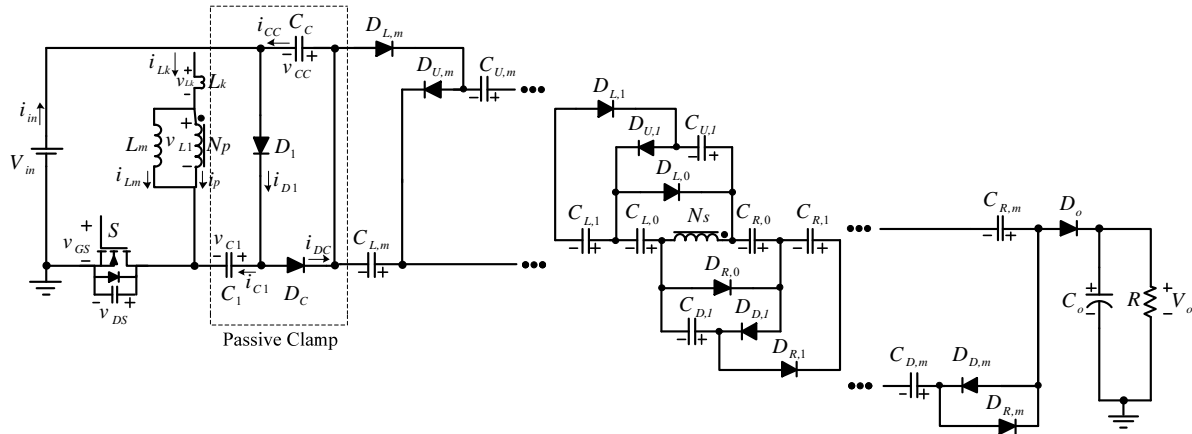 i_CC C_C D_L,m
− +
v_CC
D_U,m C_U,m
− +
i_Lk + v_Lk − L_k
i_in
V_in
L_m + v_L1 − N_p
i_Lm i_p
D_1
i_D1
D_L,1
D_U,1 C_U,1
− +
D_L,0
C_L,1 C_L,0 N_s C_R,0 C_R,1
− + − + − + − +
C_R,m D_o
− +
v_GS + − S
v_C1
− +
C_1 i_C1
i_DC
D_C
C_L,m
− +
− v_DS +
Passive Clamp
D_R,0
C_D,1 D_D,1
− +
D_R,1
+ C_o −
R + V_o −
C_D,m D_D,m
− +
D_R,m